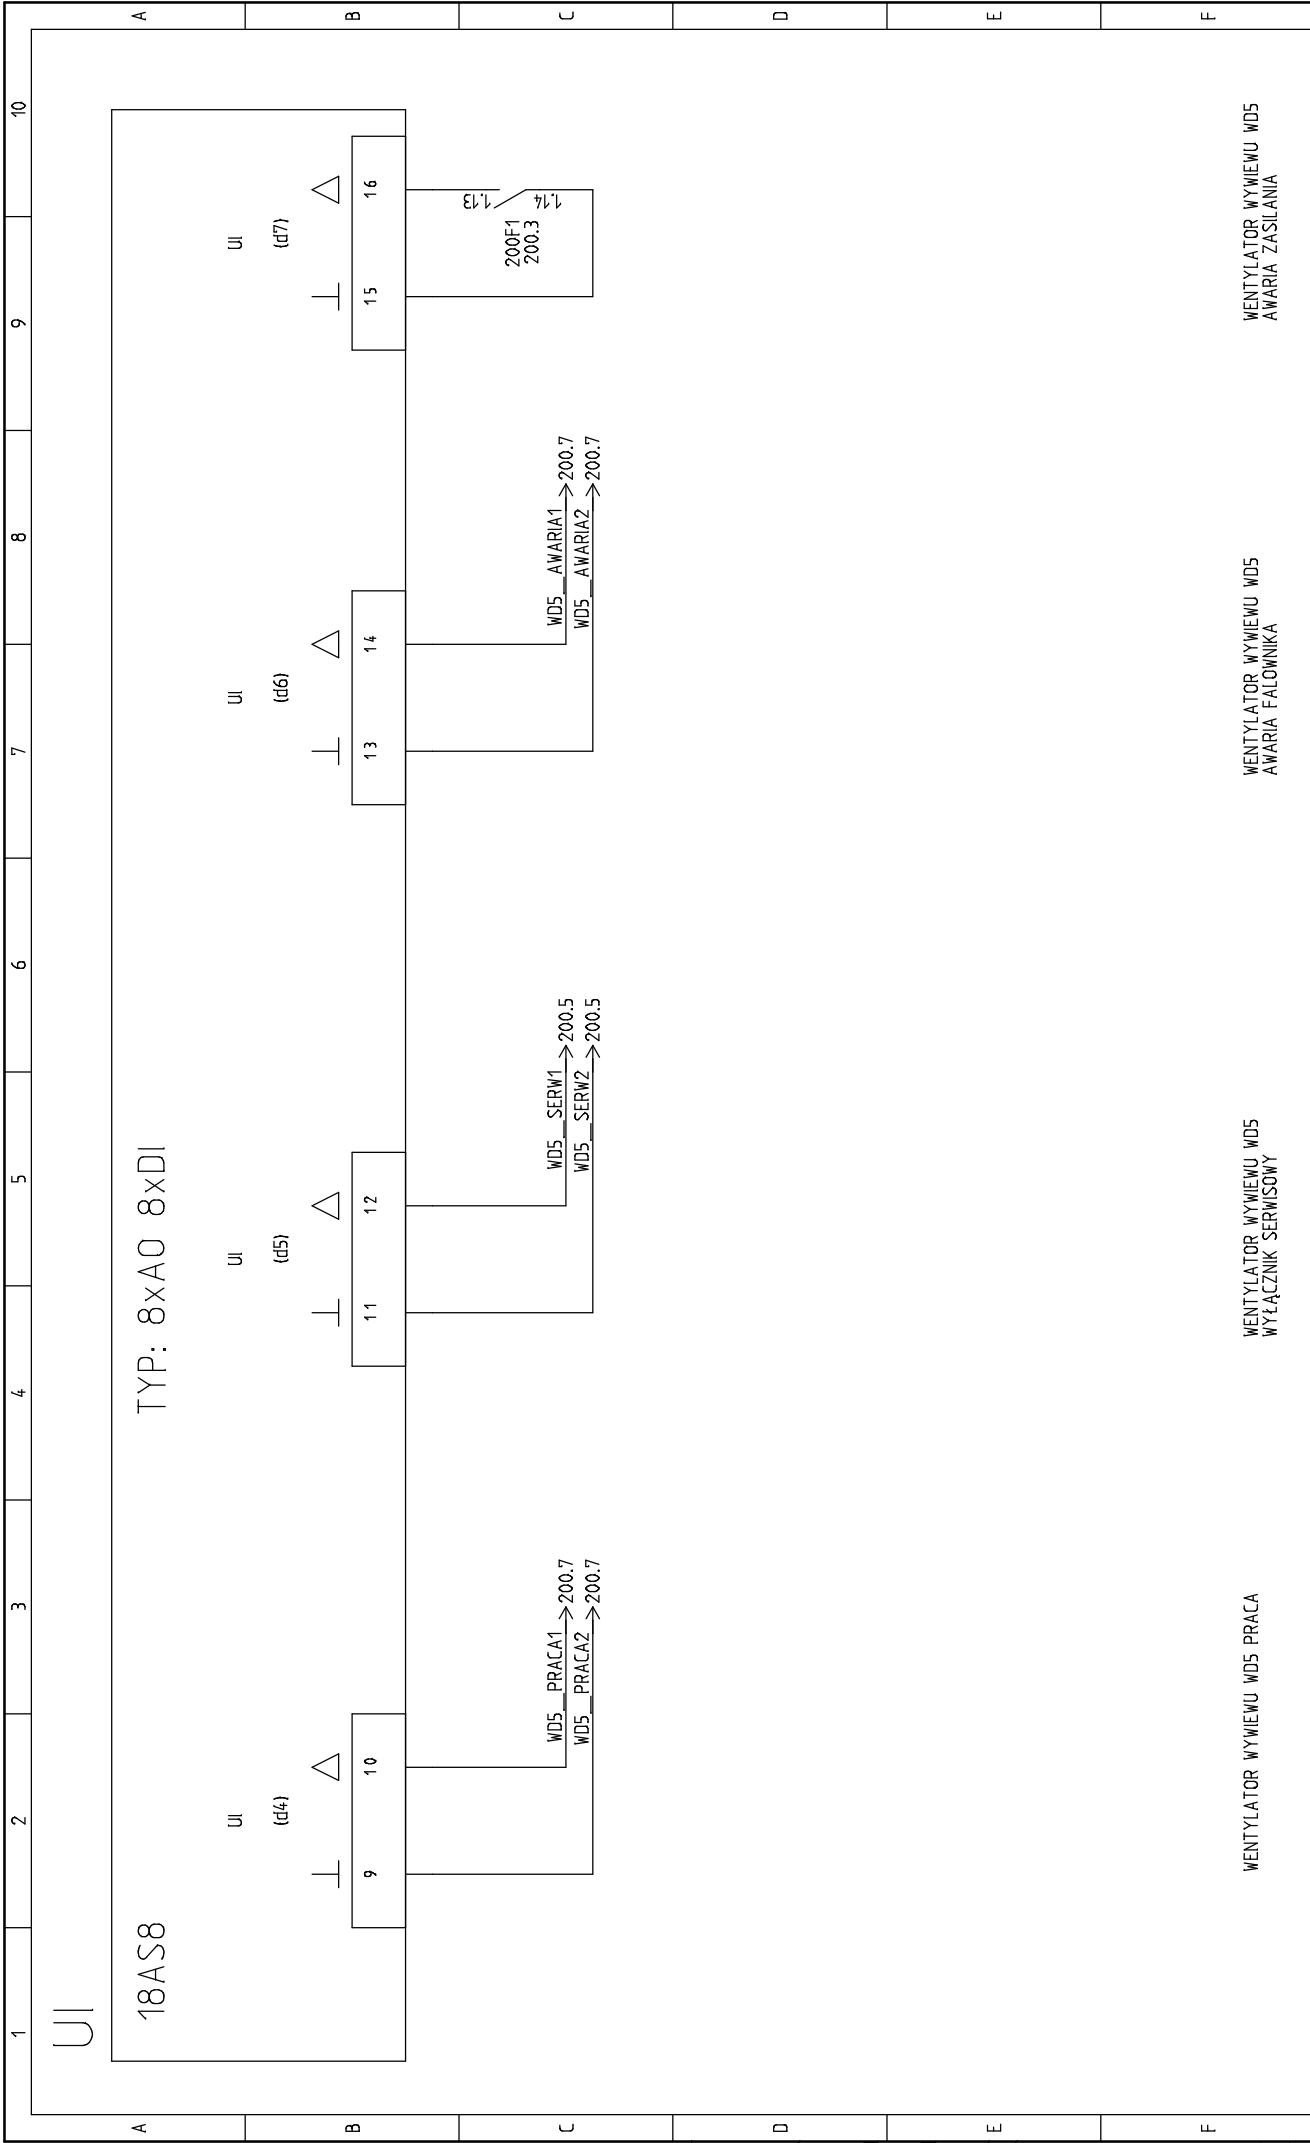 1 2 3 4 5 6 7 8 9 10
A
B
C
D
E
F
UI
18AS8
TYP: 8xAO 8xDI
UI
(d4)
9 10
WD5_PRACA1 200.7
WD5_PRACA2 200.7
WENTYLATOR WYWIEWU WD5 PRACA
UI
(d5)
11 12
WD5_SERW1 200.5
WD5_SERW2 200.5
WENTYLATOR WYWIEWU WD5
WYŁĄCZNIK SERWISOWY
UI
(d6)
13 14
WD5_AWARIA1 200.7
WD5_AWARIA2 200.7
WENTYLATOR WYWIEWU WD5
AWARIA FALOWNIKA
UI
(d7)
15 16
1.13
200F1
200.3
1.14
WENTYLATOR WYWIEWU WD5
AWARIA ZASILANIA
A
B
C
D
E
F